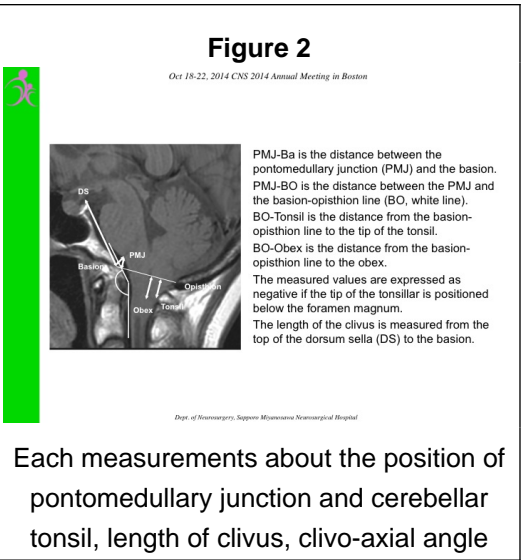 Figure 2
Oct 18-22, 2014 CNS 2014 Annual Meeting in Boston
DS
PMJ
Basion
Opisthion
Obex
Tonsil
PMJ-Ba is the distance between the
pontomedullary junction (PMJ) and the basion.
PMJ-BO is the distance between the PMJ and
the basion-opisthion line (BO, white line).
BO-Tonsil is the distance from the basion-
opisthion line to the tip of the tonsil.
BO-Obex is the distance from the basion-
opisthion line to the obex.
The measured values are expressed as
negative if the tip of the tonsillar is positioned
below the foramen magnum.
The length of the clivus is measured from the
top of the dorsum sella (DS) to the basion.
Dept. of Neurosurgery, Sapporo Miyanosawa Neurosurgical Hospital
Each measurements about the position of
pontomedullary junction and cerebellar
tonsil, length of clivus, clivo-axial angle